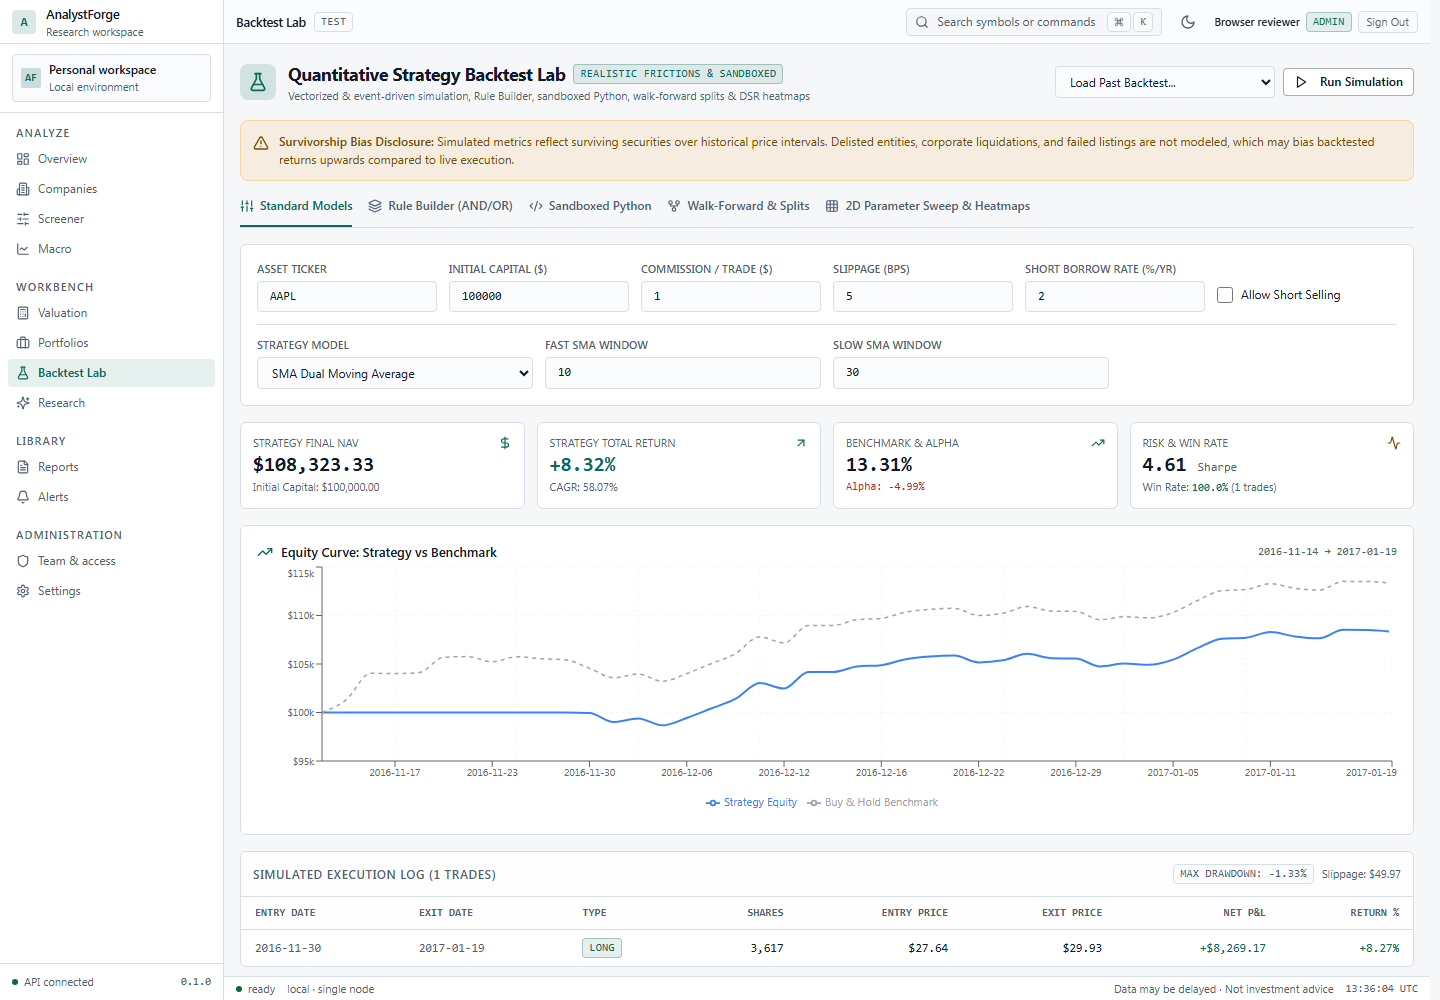 A
AnalystForge
Research workspace
Backtest Lab
TEST
Search symbols or commands
⌘ K
Browser reviewer
ADMIN
Sign Out
AF
Personal workspace
Local environment
ANALYZE
Overview
Companies
Screener
Macro
WORKBENCH
Valuation
Portfolios
Backtest Lab
Research
LIBRARY
Reports
Alerts
ADMINISTRATION
Team & access
Settings
API connected 0.1.0
Quantitative Strategy Backtest Lab
REALISTIC FRICTIONS & SANDBOXED
Vectorized & event-driven simulation, Rule Builder, sandboxed Python, walk-forward splits & DSR heatmaps
Load Past Backtest...
Run Simulation
Survivorship Bias Disclosure: Simulated metrics reflect surviving securities over historical price intervals. Delisted entities, corporate liquidations, and failed listings are not modeled, which may bias backtested
returns upwards compared to live execution.
Standard Models
Rule Builder (AND/OR)
Sandboxed Python
Walk-Forward & Splits
2D Parameter Sweep & Heatmaps
ASSET TICKER
AAPL
INITIAL CAPITAL ($)
100000
COMMISSION / TRADE ($)
1
SLIPPAGE (BPS)
5
SHORT BORROW RATE (%/YR)
2
Allow Short Selling
STRATEGY MODEL
SMA Dual Moving Average
FAST SMA WINDOW
10
SLOW SMA WINDOW
30
STRATEGY FINAL NAV
$108,323.33
Initial Capital: $100,000.00
STRATEGY TOTAL RETURN
+8.32%
CAGR: 58.07%
BENCHMARK & ALPHA
13.31%
Alpha: -4.99%
RISK & WIN RATE
4.61 Sharpe
Win Rate: 100.0% (1 trades)
Equity Curve: Strategy vs Benchmark
2016-11-14 → 2017-01-19
$115k
$110k
$105k
$100k
$95k
2016-11-17 2016-11-23 2016-11-30 2016-12-06 2016-12-12 2016-12-16 2016-12-22 2016-12-29 2017-01-05 2017-01-11 2017-01-19
Strategy Equity Buy & Hold Benchmark
SIMULATED EXECUTION LOG (1 TRADES)
MAX DRAWDOWN: -1.33%
Slippage: $49.97
ENTRY DATE EXIT DATE TYPE SHARES ENTRY PRICE EXIT PRICE NET P&L RETURN %
2016-11-30 2017-01-19 LONG 3,617 $27.64 $29.93 +$8,269.17 +8.27%
ready local · single node
Data may be delayed · Not investment advice 13:36:04 UTC